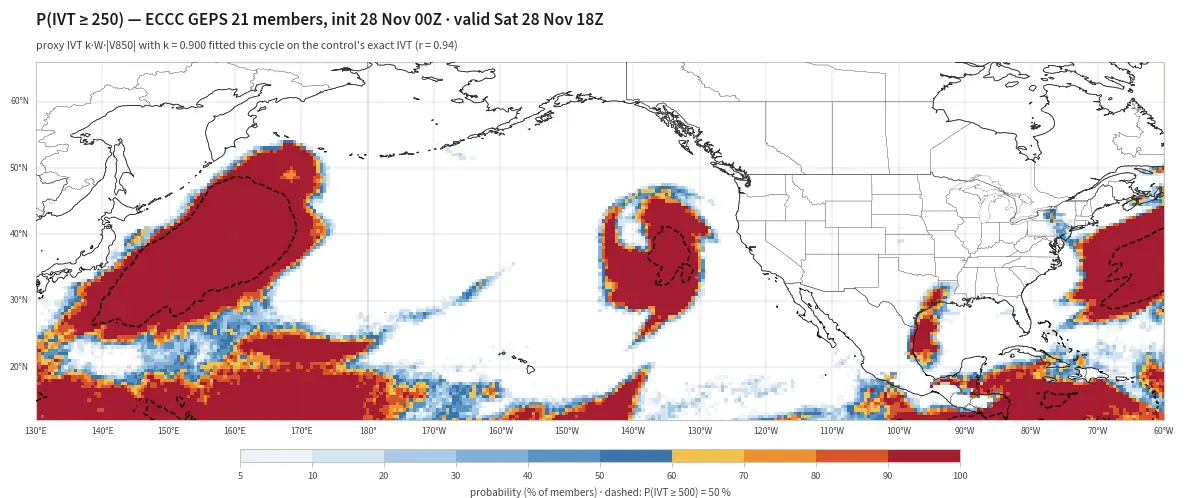 P(IVT ≥ 250) — ECCC GEPS 21 members, init 28 Nov 00Z · valid Sat 28 Nov 18Z
proxy IVT k·W·|V850| with k = 0.900 fitted this cycle on the control's exact IVT (r = 0.94)
60°N
50°N
40°N
30°N
20°N
130°E 140°E 150°E 160°E 170°E 180° 170°W 160°W 150°W 140°W 130°W 120°W 110°W 100°W 90°W 80°W 70°W 60°W
5 10 20 30 40 50 60 70 80 90 100
probability (% of members) · dashed: P(IVT ≥ 500) = 50 %